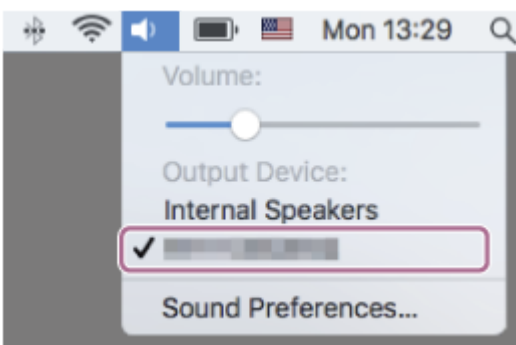 Mon 13:29
Volume:
Output Device:
Internal Speakers
Sound Preferences...